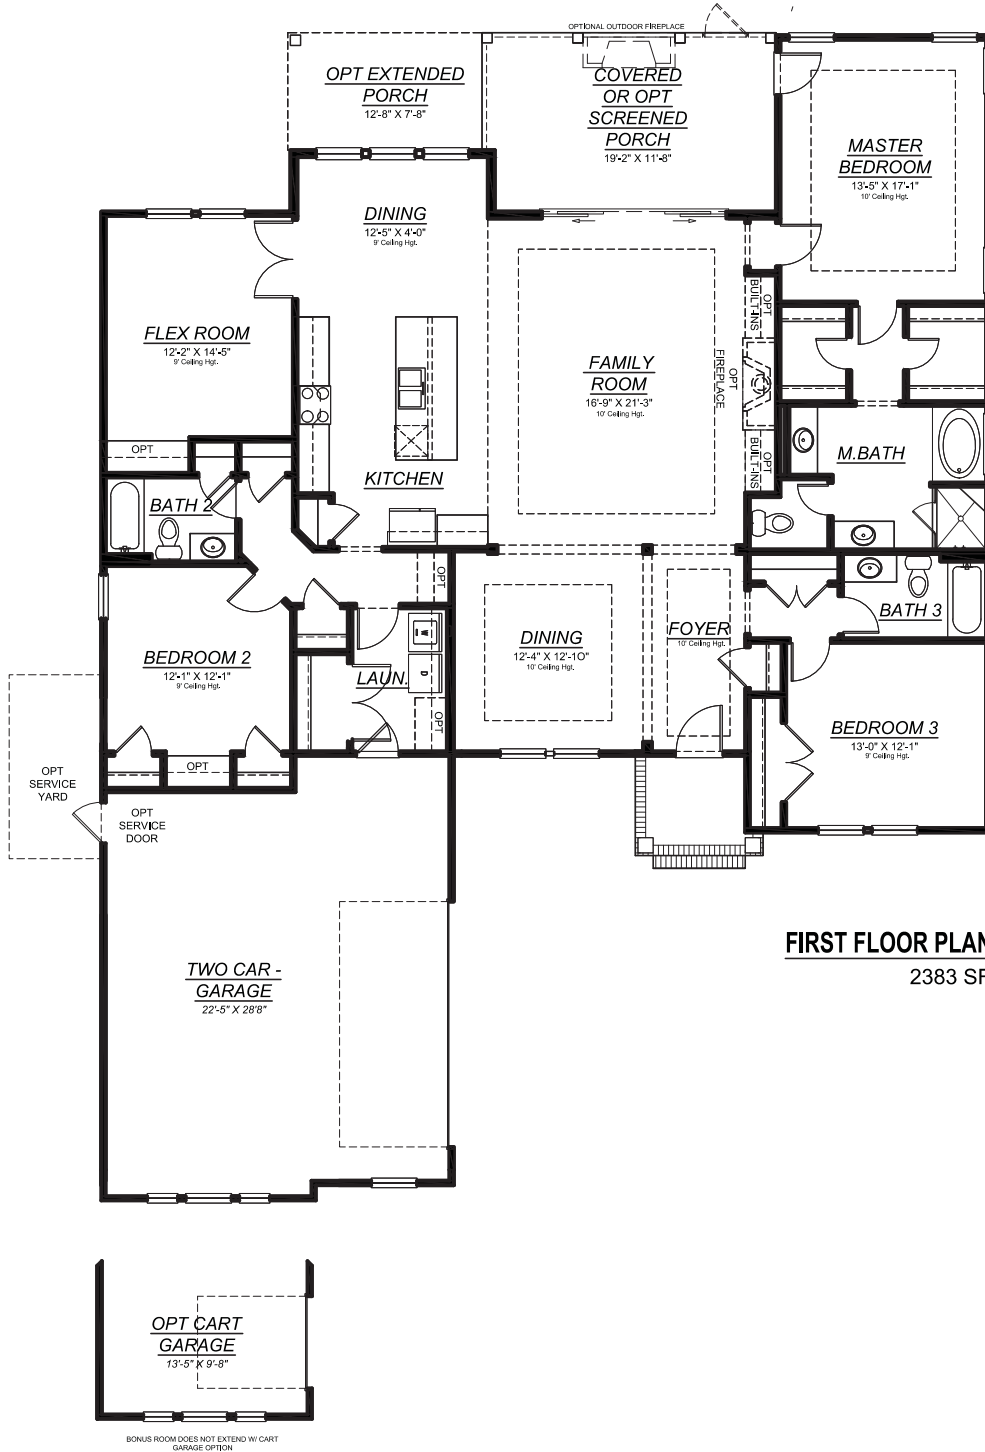 OPTIONAL OUTDOOR FIREPLACE
OPT EXTENDED
PORCH
12'-8" X 7'-8"
COVERED
OR OPT
SCREENED
PORCH
19'-2" X 11'-8"
MASTER
BEDROOM
13'-5" X 17'-1"
10' Ceiling Hgt.
DINING
12'-5" X 4'-0"
9' Ceiling Hgt.
FLEX ROOM
12'-2" X 14'-5"
9' Ceiling Hgt.
FAMILY
ROOM
16'-9" X 21'-3"
10' Ceiling Hgt.
OPT
BUILT-INS
OPT
FIREPLACE
OPT
BUILT-INS
OPT
KITCHEN
M.BATH
BATH 2
OPT
BEDROOM 2
12'-1" X 12'-1"
9' Ceiling Hgt.
W
D
LAUN.
OPT
DINING
12'-4" X 12'-1O"
10' Ceiling Hgt.
FOYER
10' Ceiling Hgt.
BATH 3
BEDROOM 3
13'-0" X 12'-1"
9' Ceiling Hgt.
OPT
OPT
SERVICE
YARD
OPT
SERVICE
DOOR
FIRST FLOOR PLAN
2383 SF
TWO CAR -
GARAGE
22'-5" X 28'8"
OPT CART
GARAGE
13'-5" X 9'-8"
BONUS ROOM DOES NOT EXTEND W/ CART
GARAGE OPTION